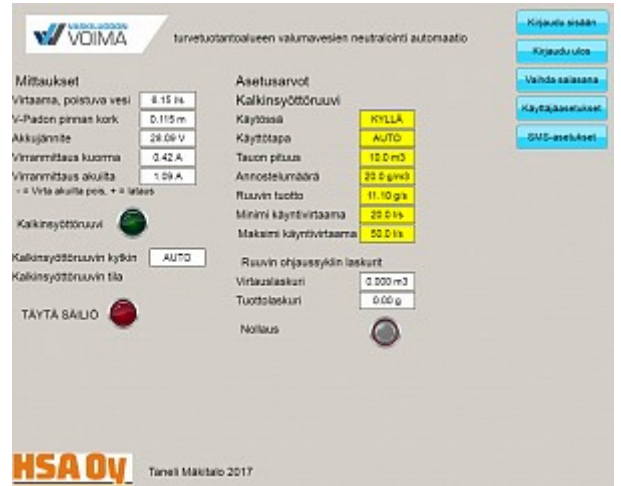 VASKILUODON
VOIMA
turvetuotantoalueen valumavesien neutralointi automaatio
Kirjaudu sisään
Kirjaudu ulos
Vaihda salasana
Käyttäjäasetukset
SMS-asetukset
Mittaukset
Virtaama, poistuva vesi 6.15 l/s
V-Padon pinnan kork 0.115 m
Akkujännite 28.09 V
Virranmittaus kuorma 0.42 A
Virranmittaus akuilta 1.09 A
- = Virta akuilta pois, + = lataus
Kalkinsyöttöruuvi
Kalkinsyöttöruuvin kytkin AUTO
Kalkinsyöttöruuvin tila
TÄYTÄ SÄILIÖ
Asetusarvot
Kalkinsyöttöruuvi
Käytössä KYLLÄ
Käyttötapa AUTO
Tauon pituus 10.0 m3
Annostelumäärä 20.0 g/m3
Ruuvin tuotto 11.10 g/s
Minimi käyntivirtaama 20.0 l/s
Maksimi käyntivirtaama 50.0 l/s
Ruuvin ohjaussyklin laskurit
Virtauslaskuri 0.000 m3
Tuottolaskuri 0.00 g
Nollaus
HSA Oy
Taneli Mäkitalo 2017